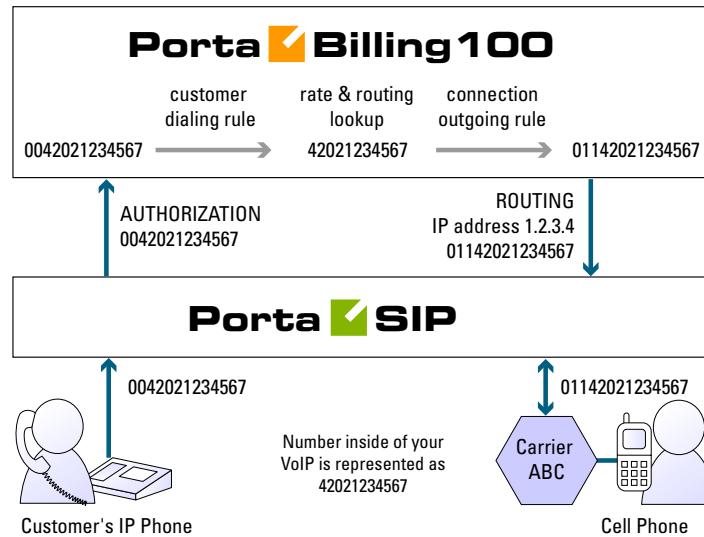 Porta Billing100
customer
dialing rule
rate & routing
lookup
connection
outgoing rule
0042021234567
42021234567
01142021234567
AUTHORIZATION
0042021234567
ROUTING
IP address 1.2.3.4
01142021234567
Porta SIP
0042021234567
01142021234567
Number inside of your
VoIP is represented as
42021234567
Carrier
ABC
Customer's IP Phone
Cell Phone